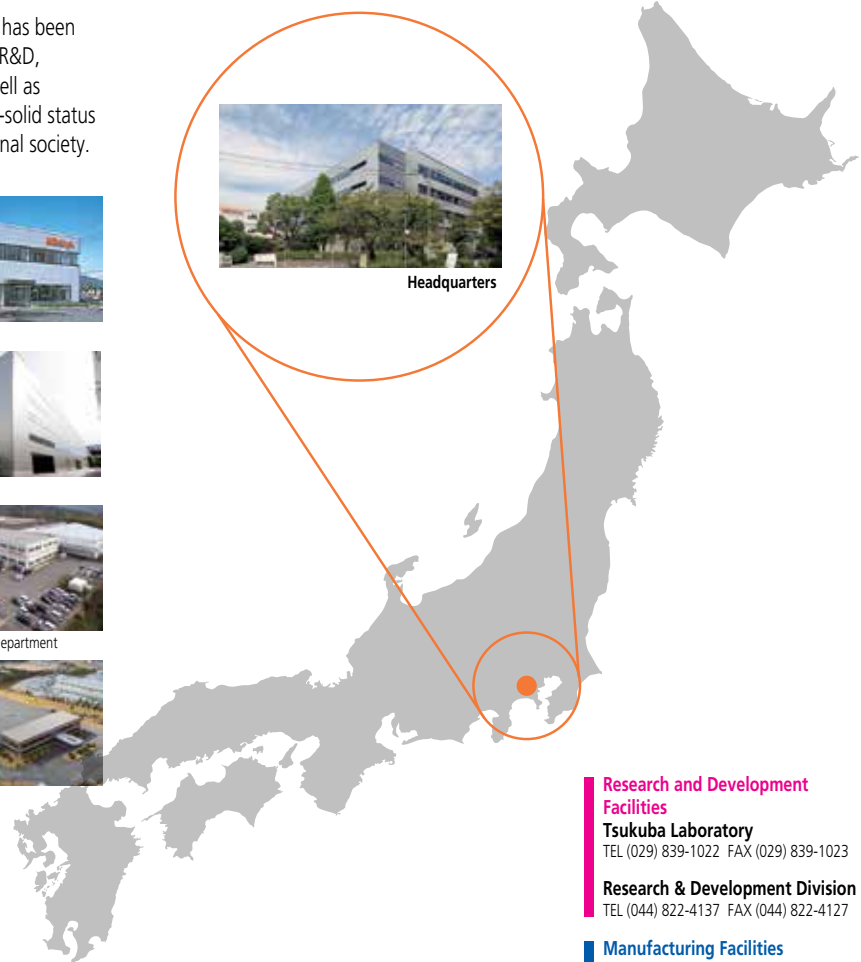 has been
R&D,
ell as
-solid status
nal society.
Headquarters
epartment
Research and Development
Facilities
Tsukuba Laboratory
TEL (029) 839-1022 FAX (029) 839-1023
Research & Development Division
TEL (044) 822-4137 FAX (044) 822-4127
Manufacturing Facilities